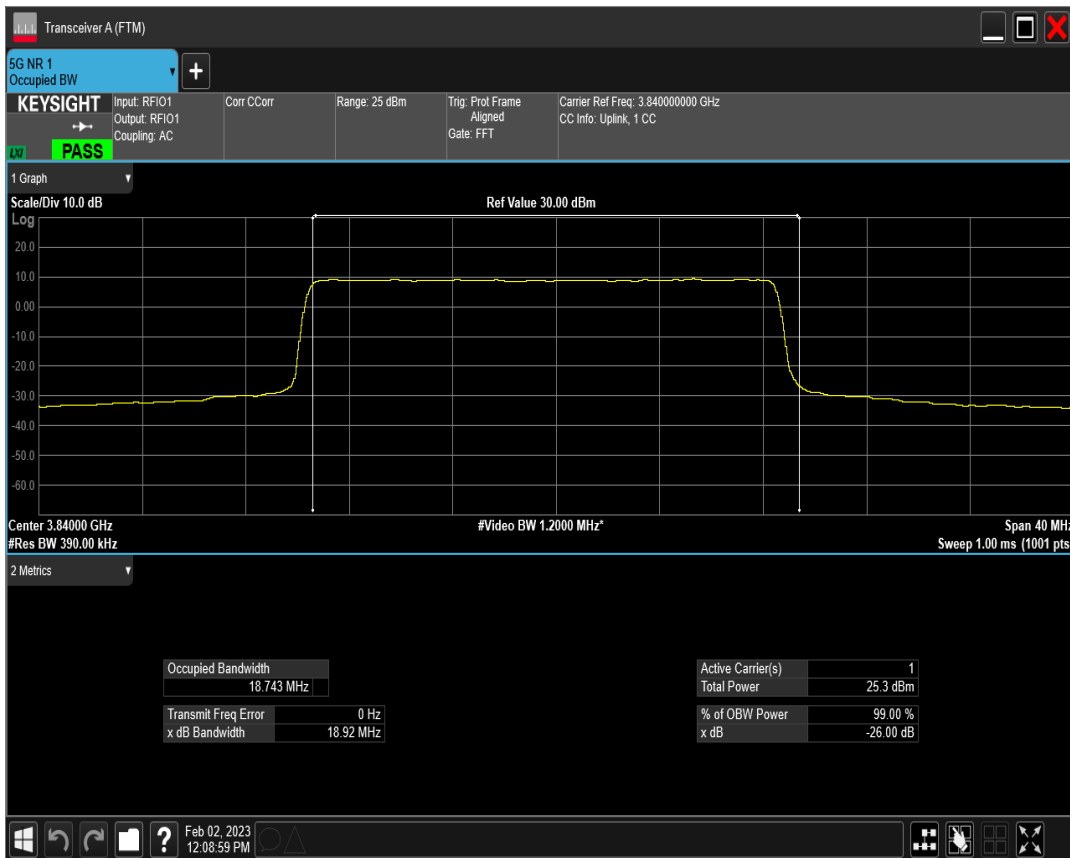 Transceiver A (FTM)
5G NR 1
Occupied BW
+
KEYSIGHT
LXI
PASS
Input: RFIO1
Output: RFIO1
Coupling: AC
Corr CCorr
Range: 25 dBm
Trig: Prot Frame
Aligned
Gate: FFT
Carrier Ref Freq: 3.840000000 GHz
CC Info: Uplink, 1 CC
1 Graph
Scale/Div 10.0 dB
Ref Value 30.00 dBm
Log
20.0
10.0
0.00
-10.0
-20.0
-30.0
-40.0
-50.0
-60.0
Center 3.84000 GHz
#Video BW 1.2000 MHz*
Span 40 MHz
#Res BW 390.00 kHz
Sweep 1.00 ms (1001 pts
2 Metrics
Occupied Bandwidth
18.743 MHz
Transmit Freq Error 0 Hz
x dB Bandwidth 18.92 MHz
Active Carrier(s) 1
Total Power 25.3 dBm
% of OBW Power 99.00 %
x dB -26.00 dB
?
Feb 02, 2023
12:08:59 PM